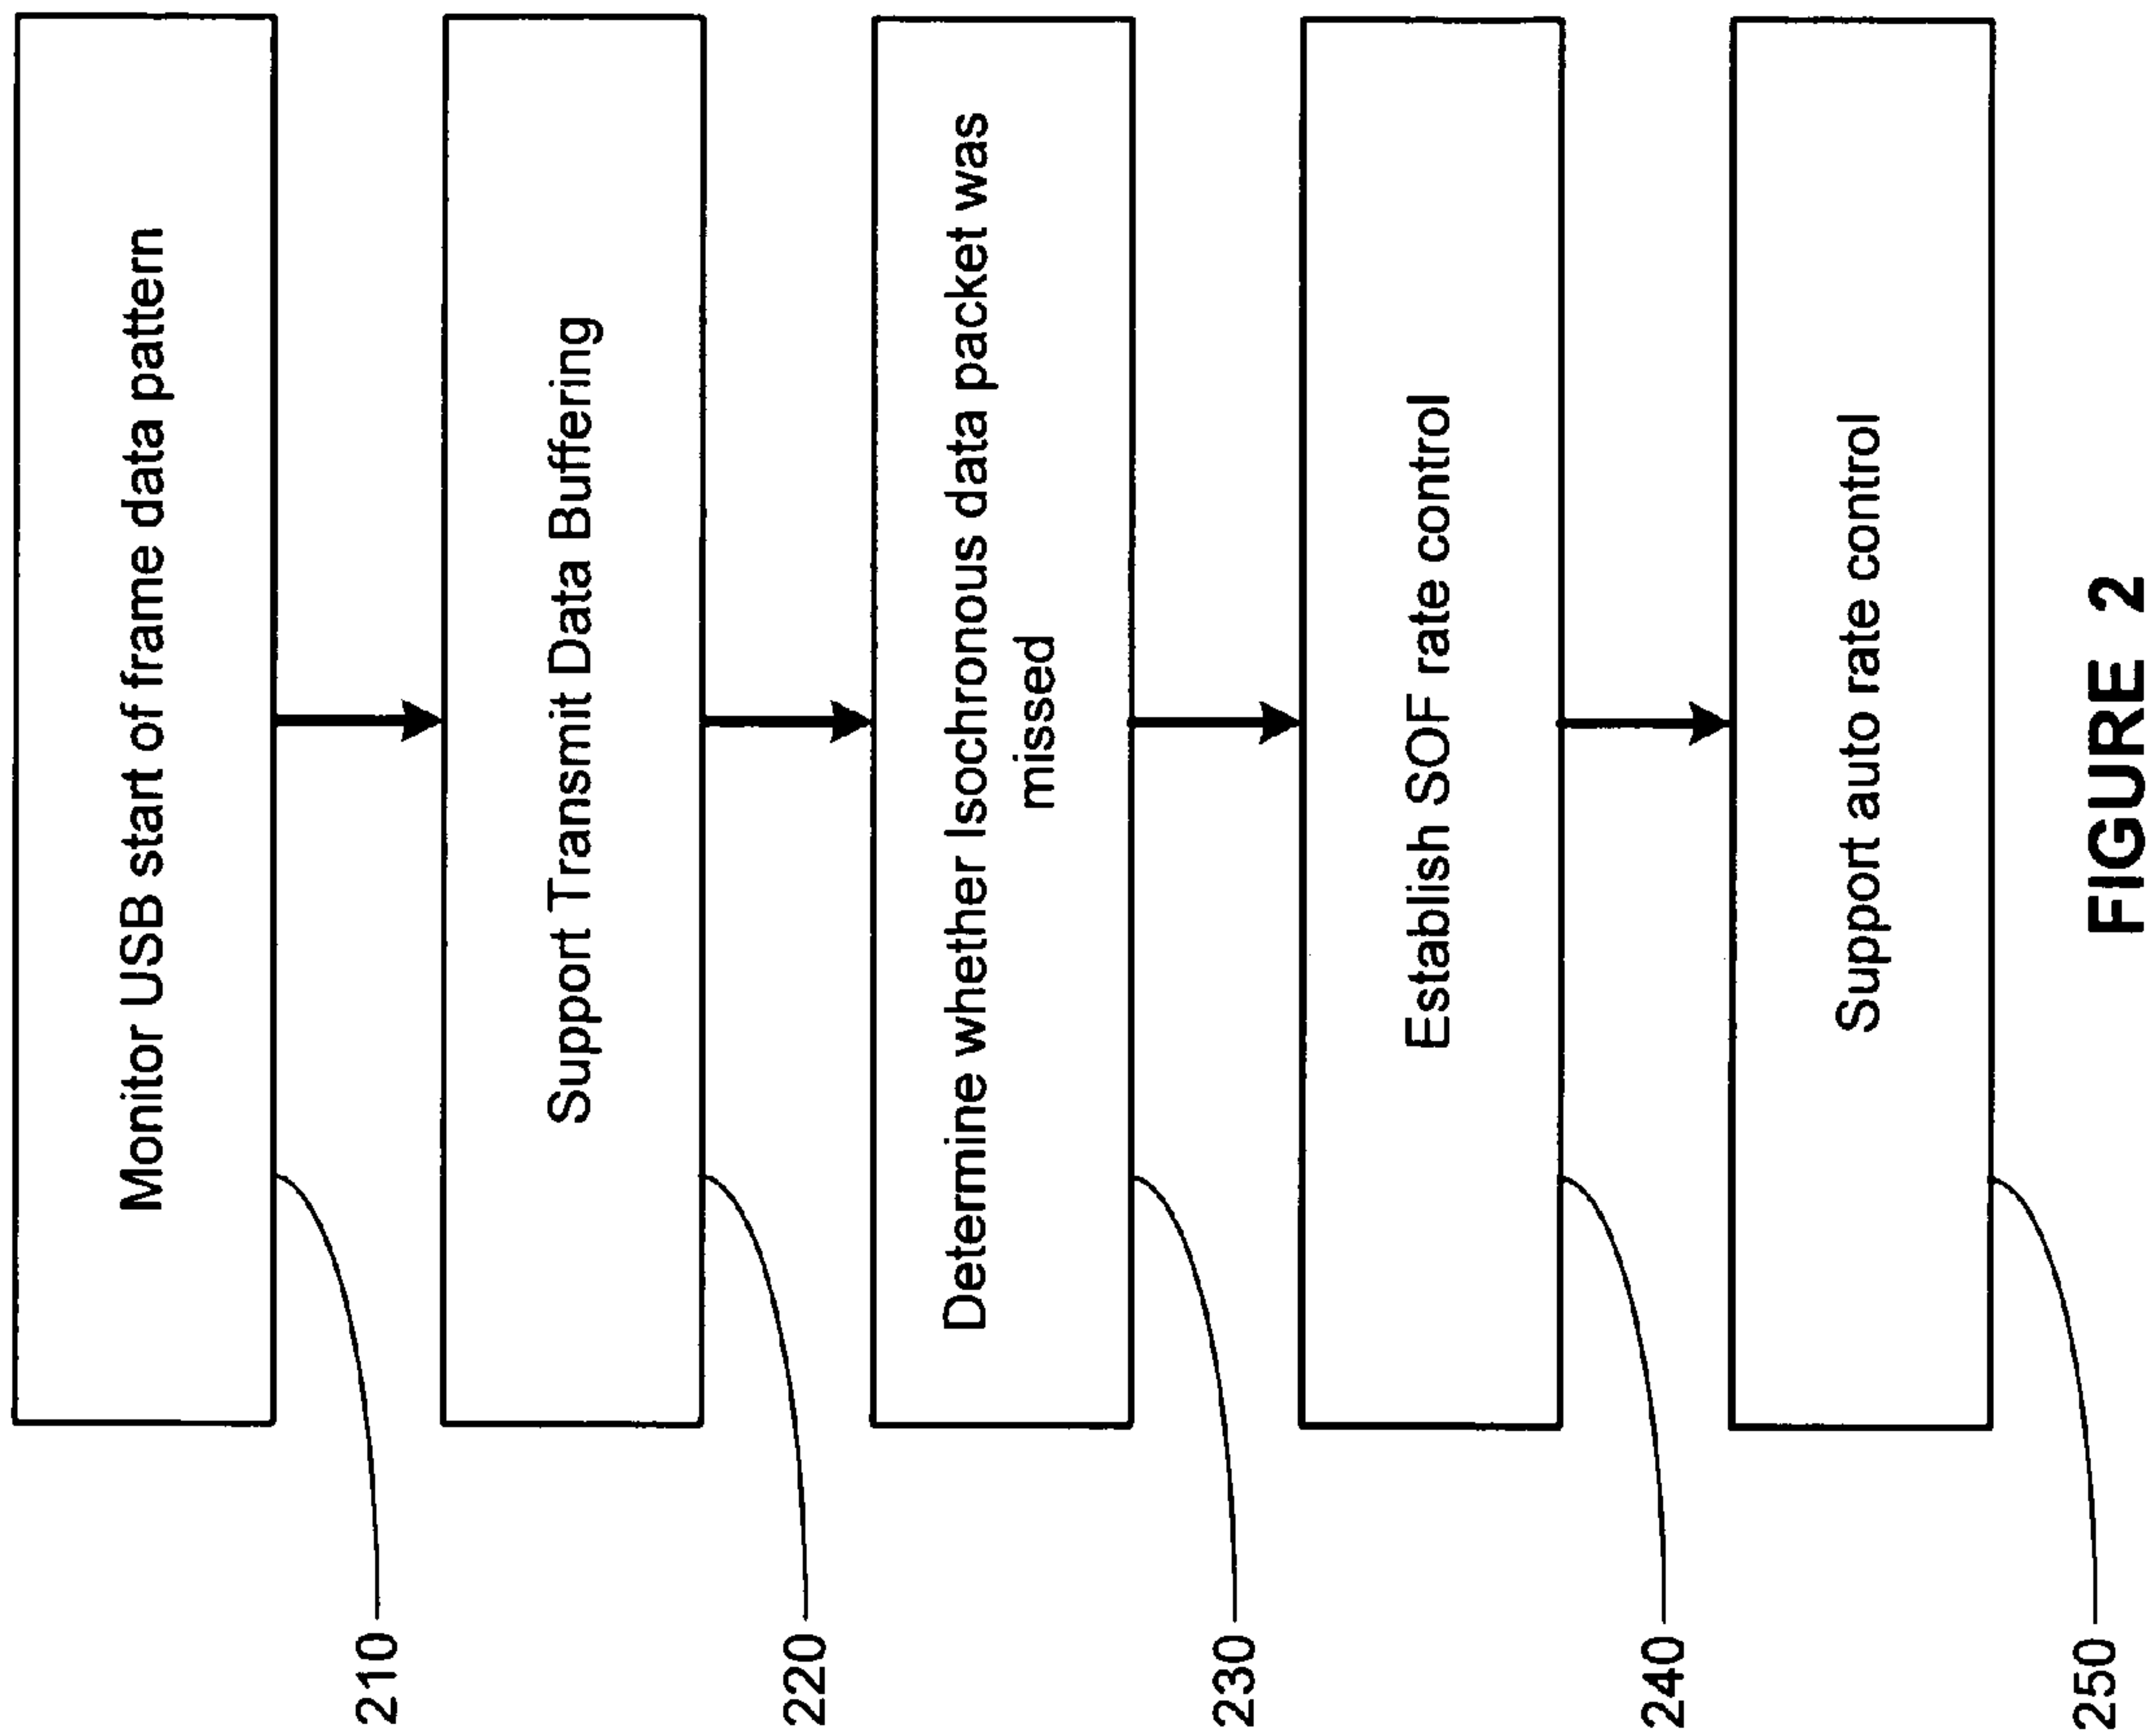 Monitor USB start of frame data pattern
210
Support Transmit Data Buffering
220
Determine whether Isochronous data packet was
missed
230
Establish SOF rate control
240
Support auto rate control
250
FIGURE 2